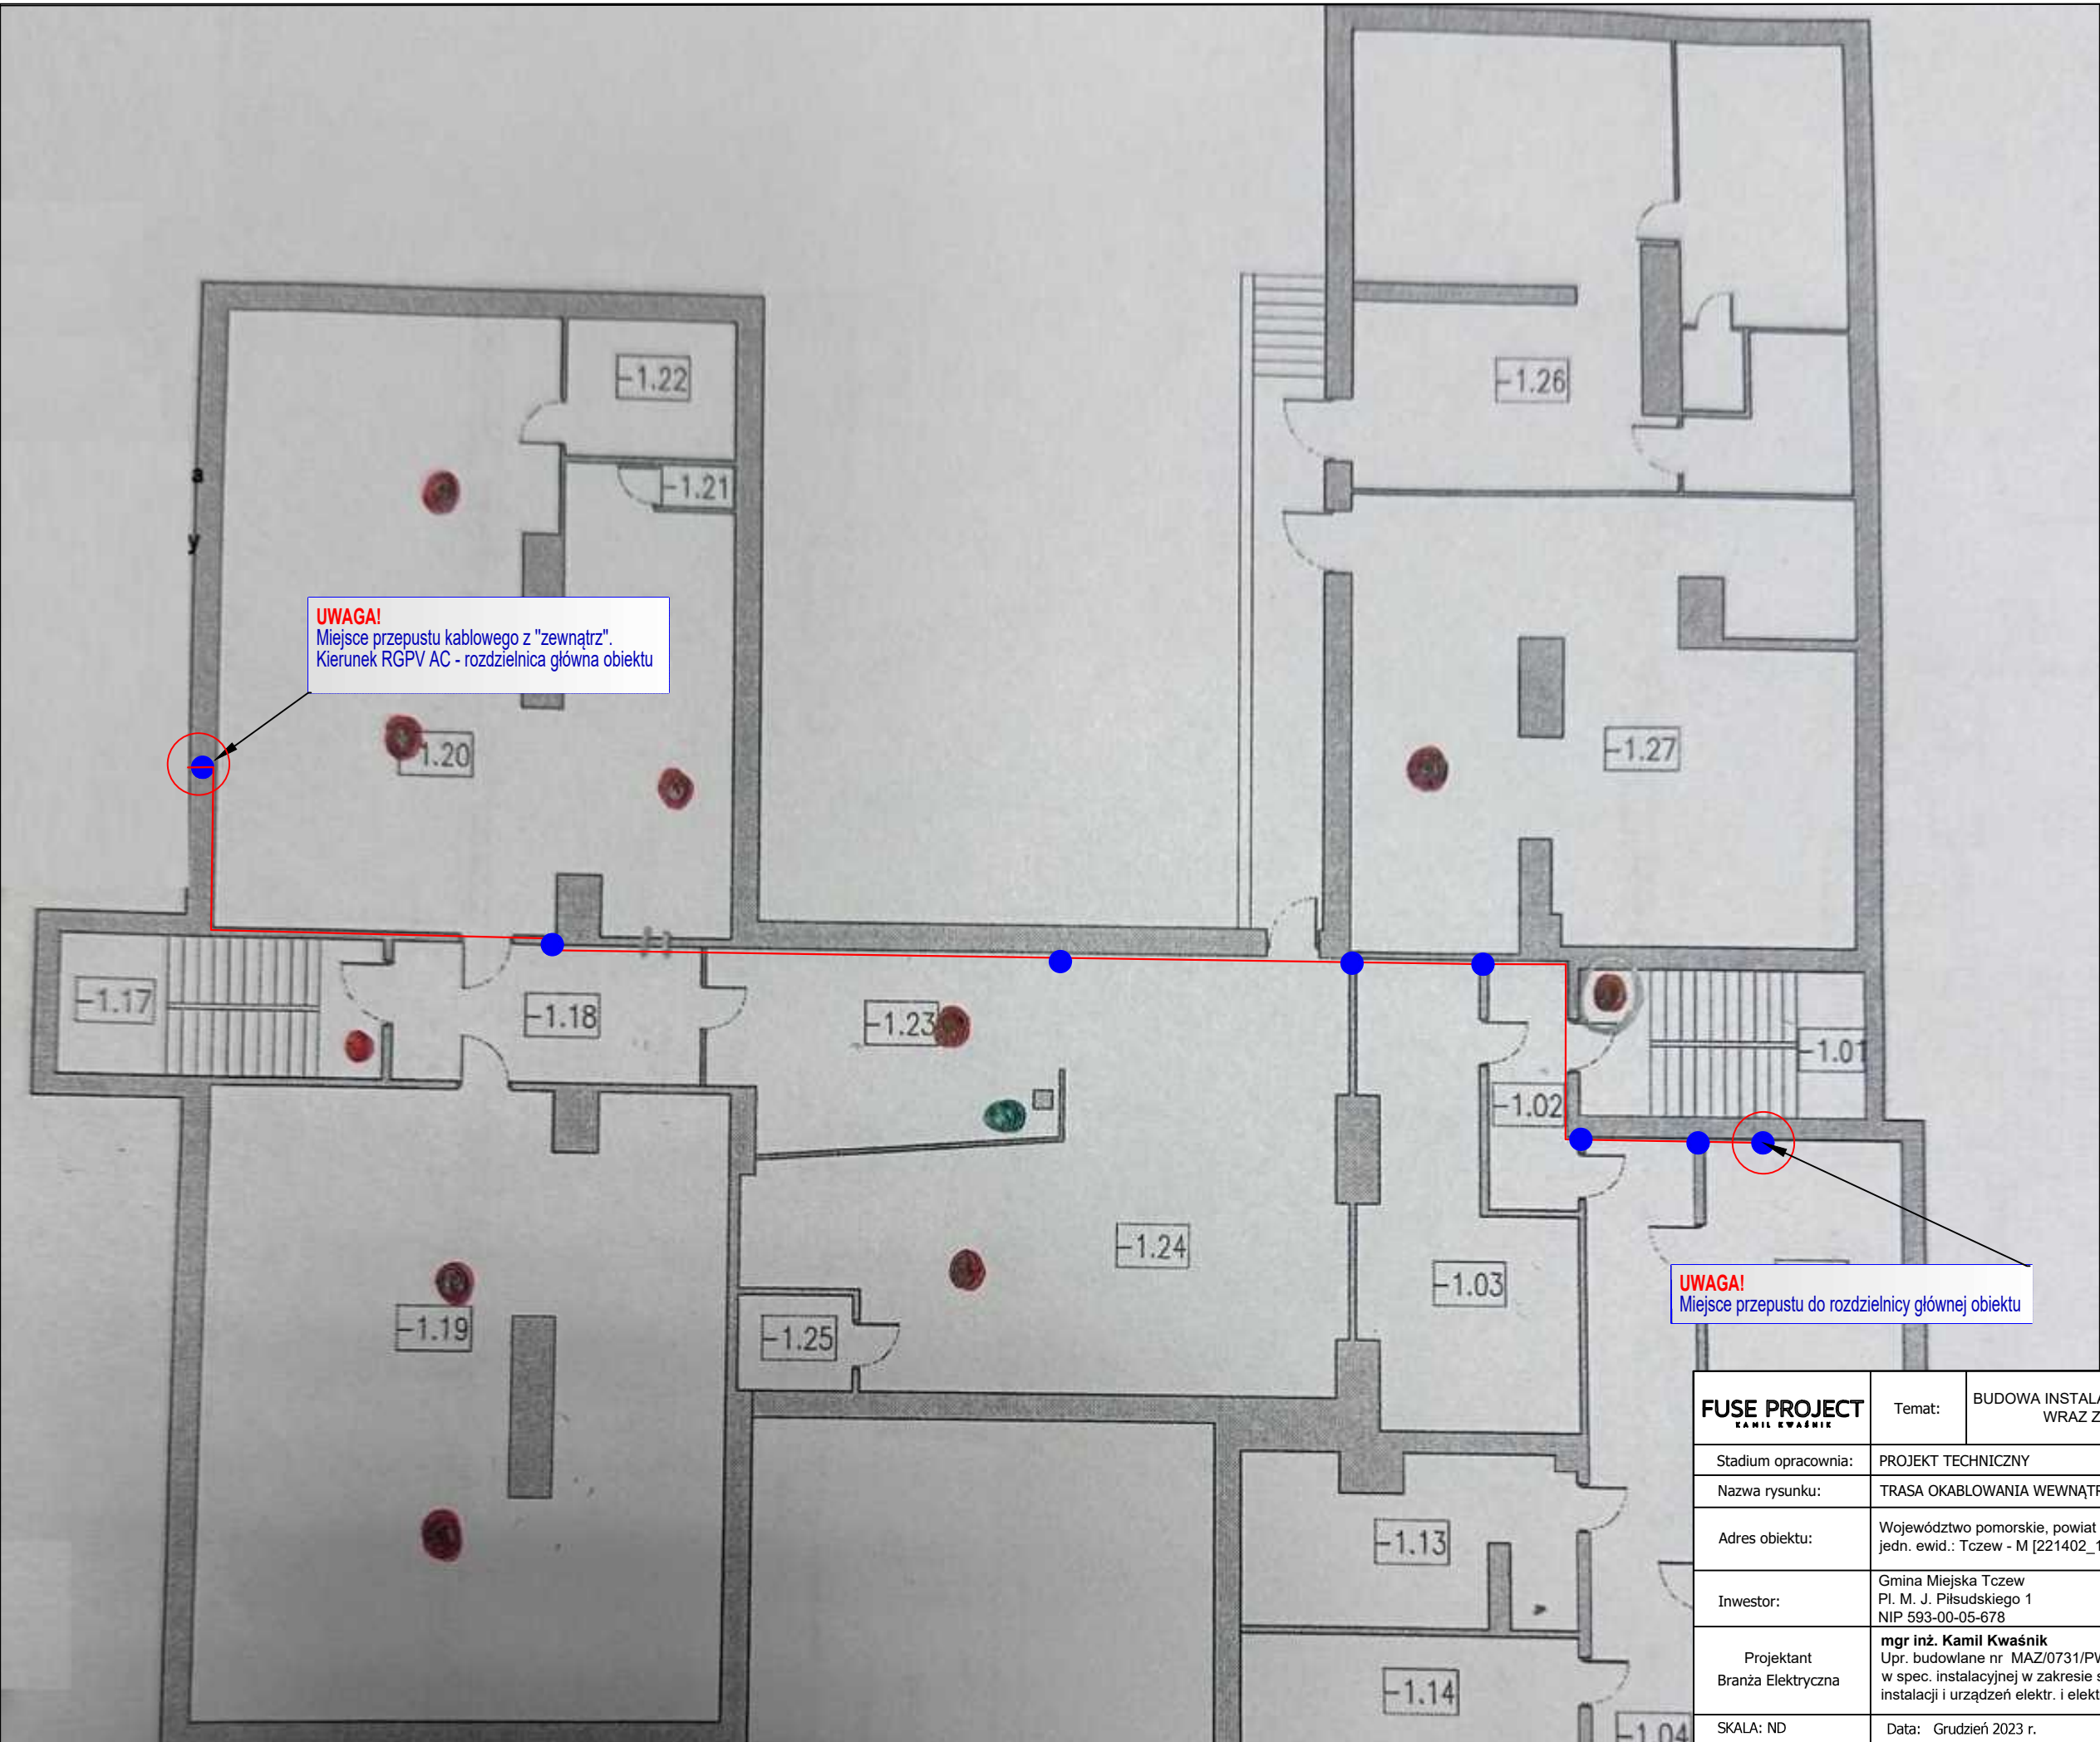 -1.22
-1.26
-1.21
a
y
UWAGA!
Miejsce przepustu kablowego z "zewnątrz".
Kierunek RGPV AC - rozdzielnica główna obiektu
1.20
-1.27
-1.17
-1.18
-1.23
-1.01
-1.02
-1.24
-1.03
UWAGA!
Miejsce przepustu do rozdzielnicy głównej obiektu
-1.19
-1.25
-1.13
-1.14
-1.04
FUSE PROJECT
KAMIL KWAŚNIK
Temat:
BUDOWA INSTALA
WRAZ Z
Stadium opracownia:
PROJEKT TECHNICZNY
Nazwa rysunku:
TRASA OKABLOWANIA WEWNĄTR
Adres obiektu:
Województwo pomorskie, powiat
jedn. ewid.: Tczew - M [221402_1
Inwestor:
Gmina Miejska Tczew
Pl. M. J. Piłsudskiego 1
NIP 593-00-05-678
Projektant
Branża Elektryczna
mgr inż. Kamil Kwaśnik
Upr. budowlane nr MAZ/0731/PW
w spec. instalacyjnej w zakresie s
instalacji i urządzeń elektr. i elekt
SKALA: ND
Data: Grudzień 2023 r.